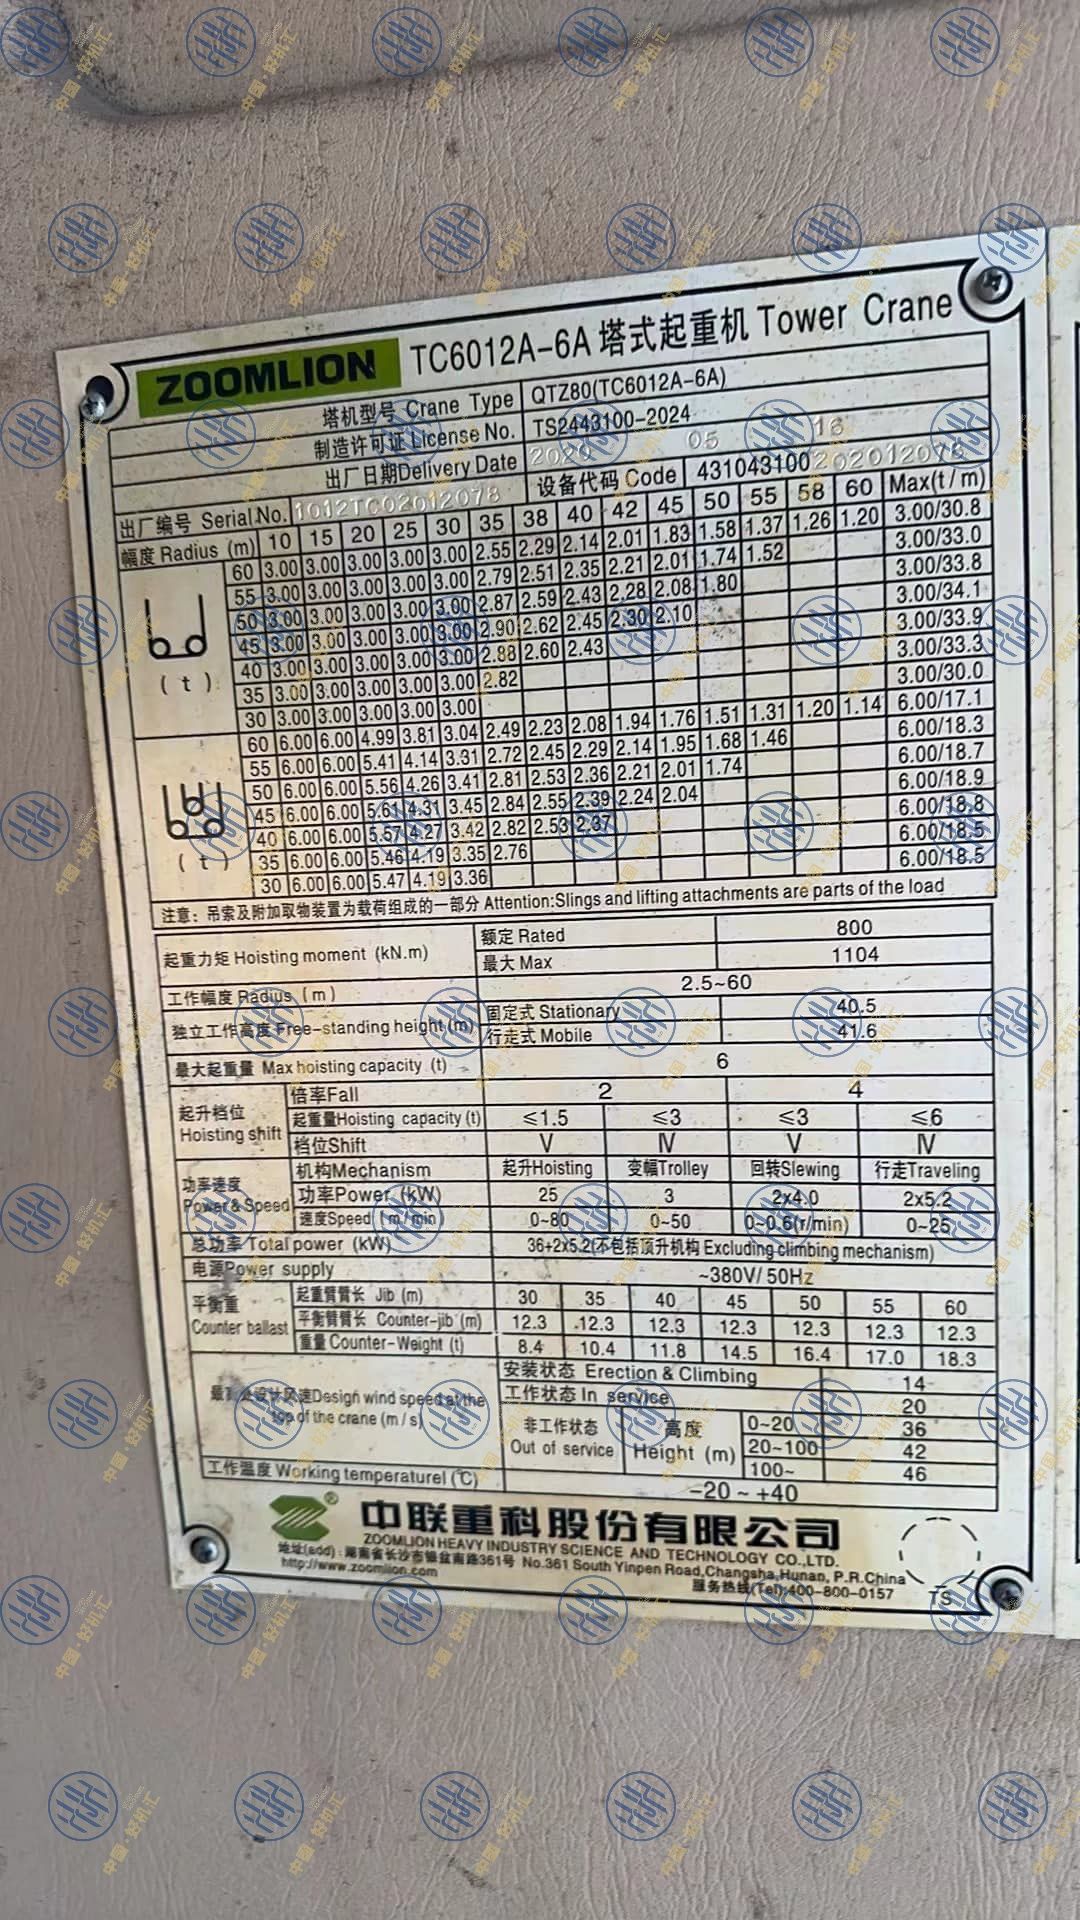 ZOOMLION TC6012A-6A 塔式起重机 Tower Crane
塔机型号 Crane Type QTZ80(TC6012A-6A)
制造许可证 License No. TS2443100-2024
出厂日期 Delivery Date 2020 05 16
出厂编号 Serial No. 1012TC02012078 设备代码 Code 431043100202012078
幅度 Radius (m) 10 15 20 25 30 35 38 40 42 45 50 55 58 60 Max(t/m)
60 3.00 3.00 3.00 3.00 3.00 2.55 2.29 2.14 2.01 1.83 1.58 1.37 1.26 1.20 3.00/30.8
55 3.00 3.00 3.00 3.00 3.00 2.79 2.51 2.35 2.21 2.01 1.74 1.52 3.00/33.0
50 3.00 3.00 3.00 3.00 3.00 2.87 2.59 2.43 2.28 2.08 1.80 3.00/33.8
45 3.00 3.00 3.00 3.00 3.00 2.90 2.62 2.45 2.30 2.10 3.00/34.1
40 3.00 3.00 3.00 3.00 3.00 2.88 2.60 2.43 3.00/33.9
35 3.00 3.00 3.00 3.00 3.00 2.82 3.00/33.3
30 3.00 3.00 3.00 3.00 3.00 3.00/30.0
(t)
60 6.00 6.00 4.99 3.81 3.04 2.49 2.23 2.08 1.94 1.76 1.51 1.31 1.20 1.14 6.00/17.1
55 6.00 6.00 5.41 4.14 3.31 2.72 2.45 2.29 2.14 1.95 1.68 1.46 6.00/18.3
50 6.00 6.00 5.56 4.26 3.41 2.81 2.53 2.36 2.21 2.01 1.74 6.00/18.7
45 6.00 6.00 5.61 4.31 3.45 2.84 2.55 2.39 2.24 2.04 6.00/18.9
40 6.00 6.00 5.57 4.27 3.42 2.82 2.53 2.37 6.00/18.8
35 6.00 6.00 5.46 4.19 3.35 2.76 6.00/18.5
30 6.00 6.00 5.47 4.19 3.36 6.00/18.5
(t)
注意：吊索及附加取物装置为载荷组成的一部分 Attention:Slings and lifting attachments are parts of the load
起重力矩 Hoisting moment (kN.m) 额定 Rated 800
最大 Max 1104
工作幅度 Radius (m) 2.5~60
独立工作高度 Free-standing height(m) 固定式 Stationary 40.5
行走式 Mobile 41.6
最大起重量 Max hoisting capacity (t) 6
起升档位 Hoisting shift 倍率Fall 2 4
起重量Hoisting capacity (t) ≤1.5 ≤3 ≤3 ≤6
档位Shift V IV V IV
功率速度 Power & Speed 机构Mechanism 起升Hoisting 变幅Trolley 回转Slewing 行走Traveling
功率Power (kW) 25 3 2x4.0 2x5.2
速度Speed (m/min) 0~80 0~50 0~0.6(r/min) 0~25
总功率 Total power (kW) 36+2x5.2(不包括顶升机构 Excluding climbing mechanism)
电源Power supply ~380V/50Hz
平衡重 Counter ballast 起重臂臂长 Jib (m) 30 35 40 45 50 55 60
平衡臂臂长 Counter-jib (m) 12.3 12.3 12.3 12.3 12.3 12.3 12.3
重量 Counter-Weight (t) 8.4 10.4 11.8 14.5 16.4 17.0 18.3
最高处设计风速Design wind speed at the top of the crane (m/s) 安装状态 Erection & Climbing 14
工作状态 In service 20
非工作状态 Out of service 高度 Height (m) 0~20 36
20~100 42
100~ 46
工作温度 Working temperaturel (℃) -20 ~ +40
中联重科股份有限公司
ZOOMLION HEAVY INDUSTRY SCIENCE AND TECHNOLOGY CO.,LTD.
地址(add)：湖南省长沙市银盆南路361号 No.361 South Yinpen Road,Changsha,Hunan, P.R.China
http://www.zoomlion.com 服务热线(Tel):400-800-0157
TS
中国·好机汇